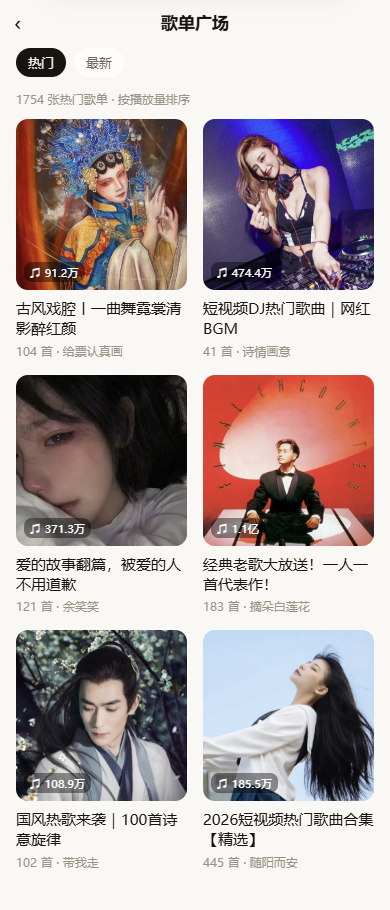 ‹ 歌单广场
热门 最新
1754 张热门歌单 · 按播放量排序
91.2万
474.4万
古风戏腔丨一曲舞霓裳清影醉红颜
104 首 · 给票认真画
短视频DJ热门歌曲｜网红BGM
41 首 · 诗情画意
371.3万
FINAL ENCOUNTER
1.1亿
爱的故事翻篇，被爱的人不用道歉
121 首 · 余笑笑
经典老歌大放送！一人一首代表作！
183 首 · 摘朵白莲花
108.9万
185.5万
国风热歌来袭｜100首诗意旋律
102 首 · 带我走
2026短视频热门歌曲合集【精选】
445 首 · 随阳而安